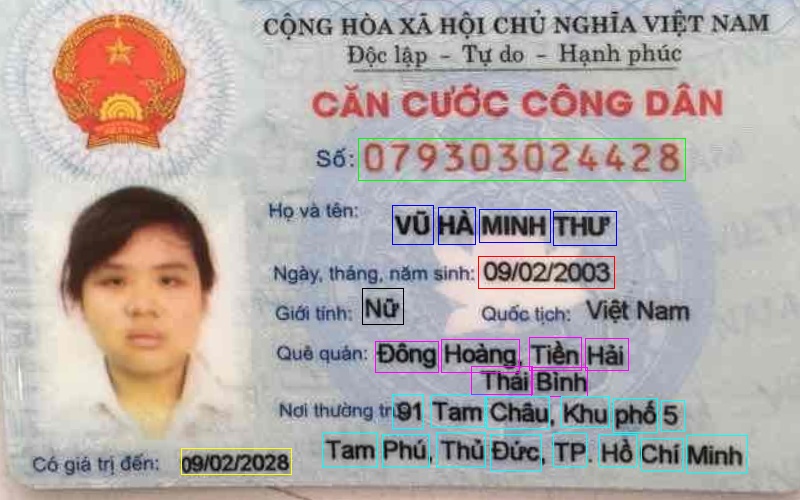 CỘNG HÒA XÃ HỘI CHỦ NGHĨA VIỆT NAM
Độc lập - Tự do - Hạnh phúc
CĂN CƯỚC CÔNG DÂN
Số: 079303024428
Họ và tên: VŨ HÀ MINH THƯ
Ngày, tháng, năm sinh: 09/02/2003
Giới tính: Nữ Quốc tịch: Việt Nam
Quê quán: Đông Hoàng, Tiền Hải
Thái Bình
Nơi thường trú 91 Tam Châu, Khu phố 5
Tam Phú, Thủ Đức, TP. Hồ Chí Minh
Có giá trị đến: 09/02/2028